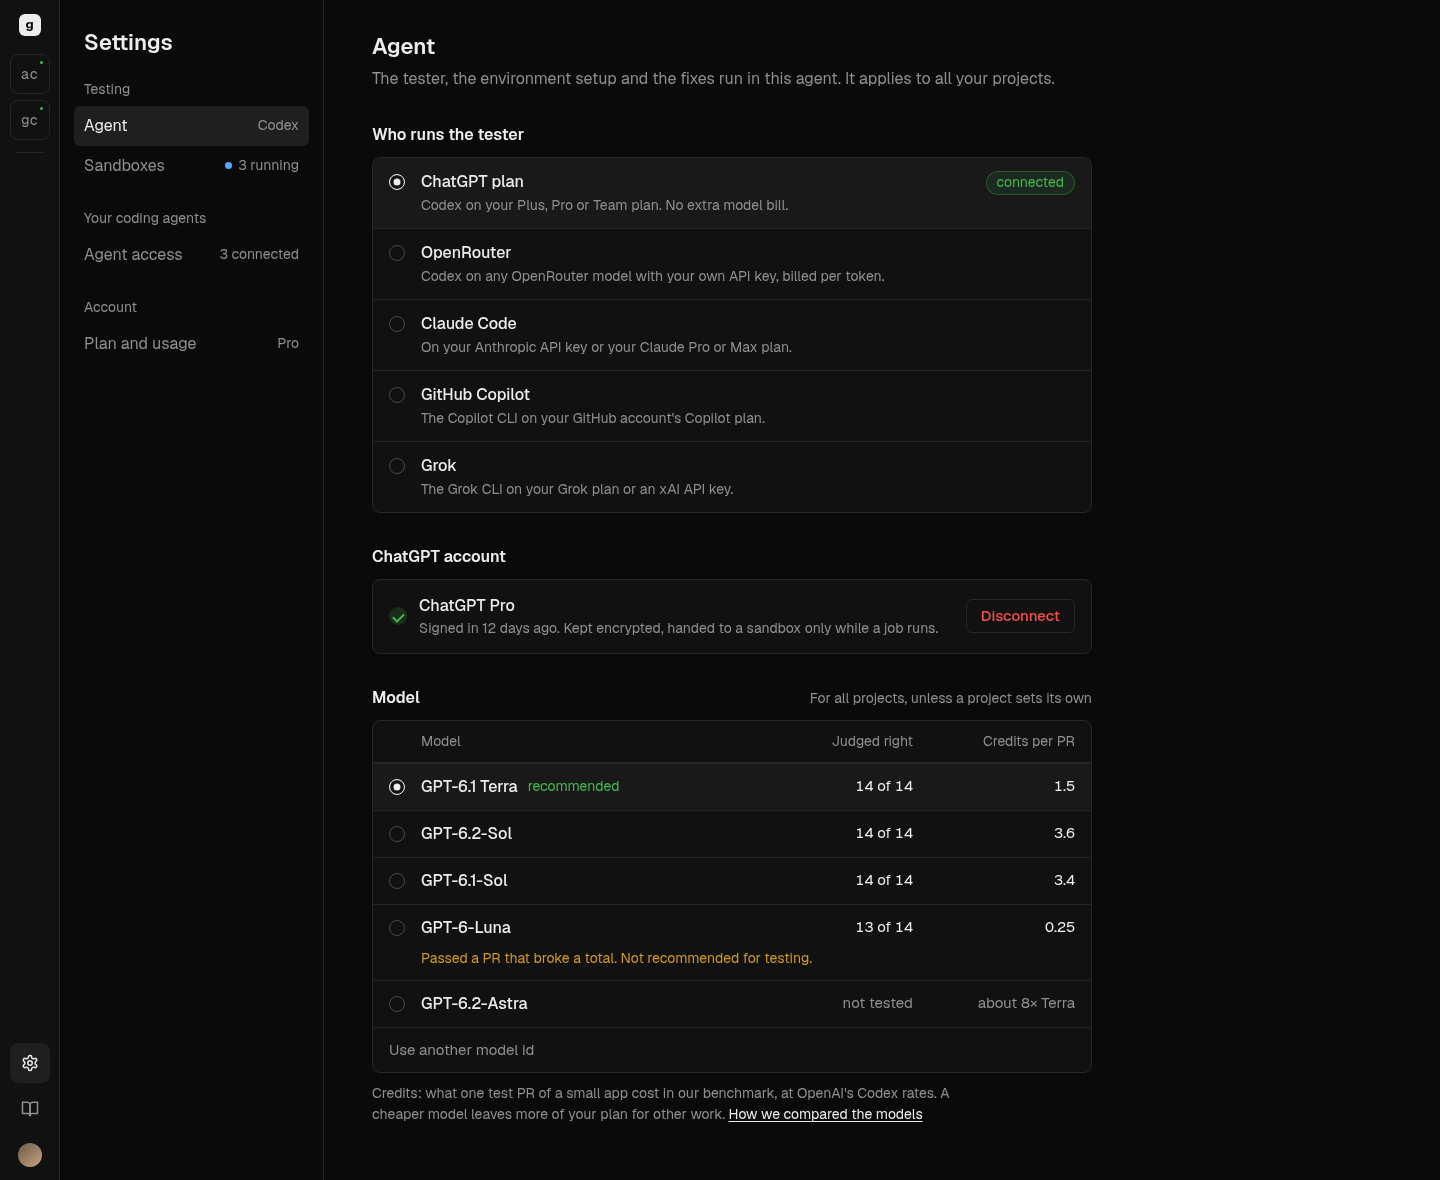 g
ac
gc
Settings
Testing
Agent Codex
Sandboxes 3 running
Your coding agents
Agent access 3 connected
Account
Plan and usage Pro
Agent
The tester, the environment setup and the fixes run in this agent. It applies to all your projects.
Who runs the tester
ChatGPT plan connected
Codex on your Plus, Pro or Team plan. No extra model bill.
OpenRouter
Codex on any OpenRouter model with your own API key, billed per token.
Claude Code
On your Anthropic API key or your Claude Pro or Max plan.
GitHub Copilot
The Copilot CLI on your GitHub account's Copilot plan.
Grok
The Grok CLI on your Grok plan or an xAI API key.
ChatGPT account
ChatGPT Pro
Signed in 12 days ago. Kept encrypted, handed to a sandbox only while a job runs.
Disconnect
Model For all projects, unless a project sets its own
Model Judged right Credits per PR
GPT-6.1 Terra recommended 14 of 14 1.5
GPT-6.2-Sol 14 of 14 3.6
GPT-6.1-Sol 14 of 14 3.4
GPT-6-Luna 13 of 14 0.25
Passed a PR that broke a total. Not recommended for testing.
GPT-6.2-Astra not tested about 8× Terra
Use another model id
Credits: what one test PR of a small app cost in our benchmark, at OpenAI's Codex rates. A
cheaper model leaves more of your plan for other work. How we compared the models